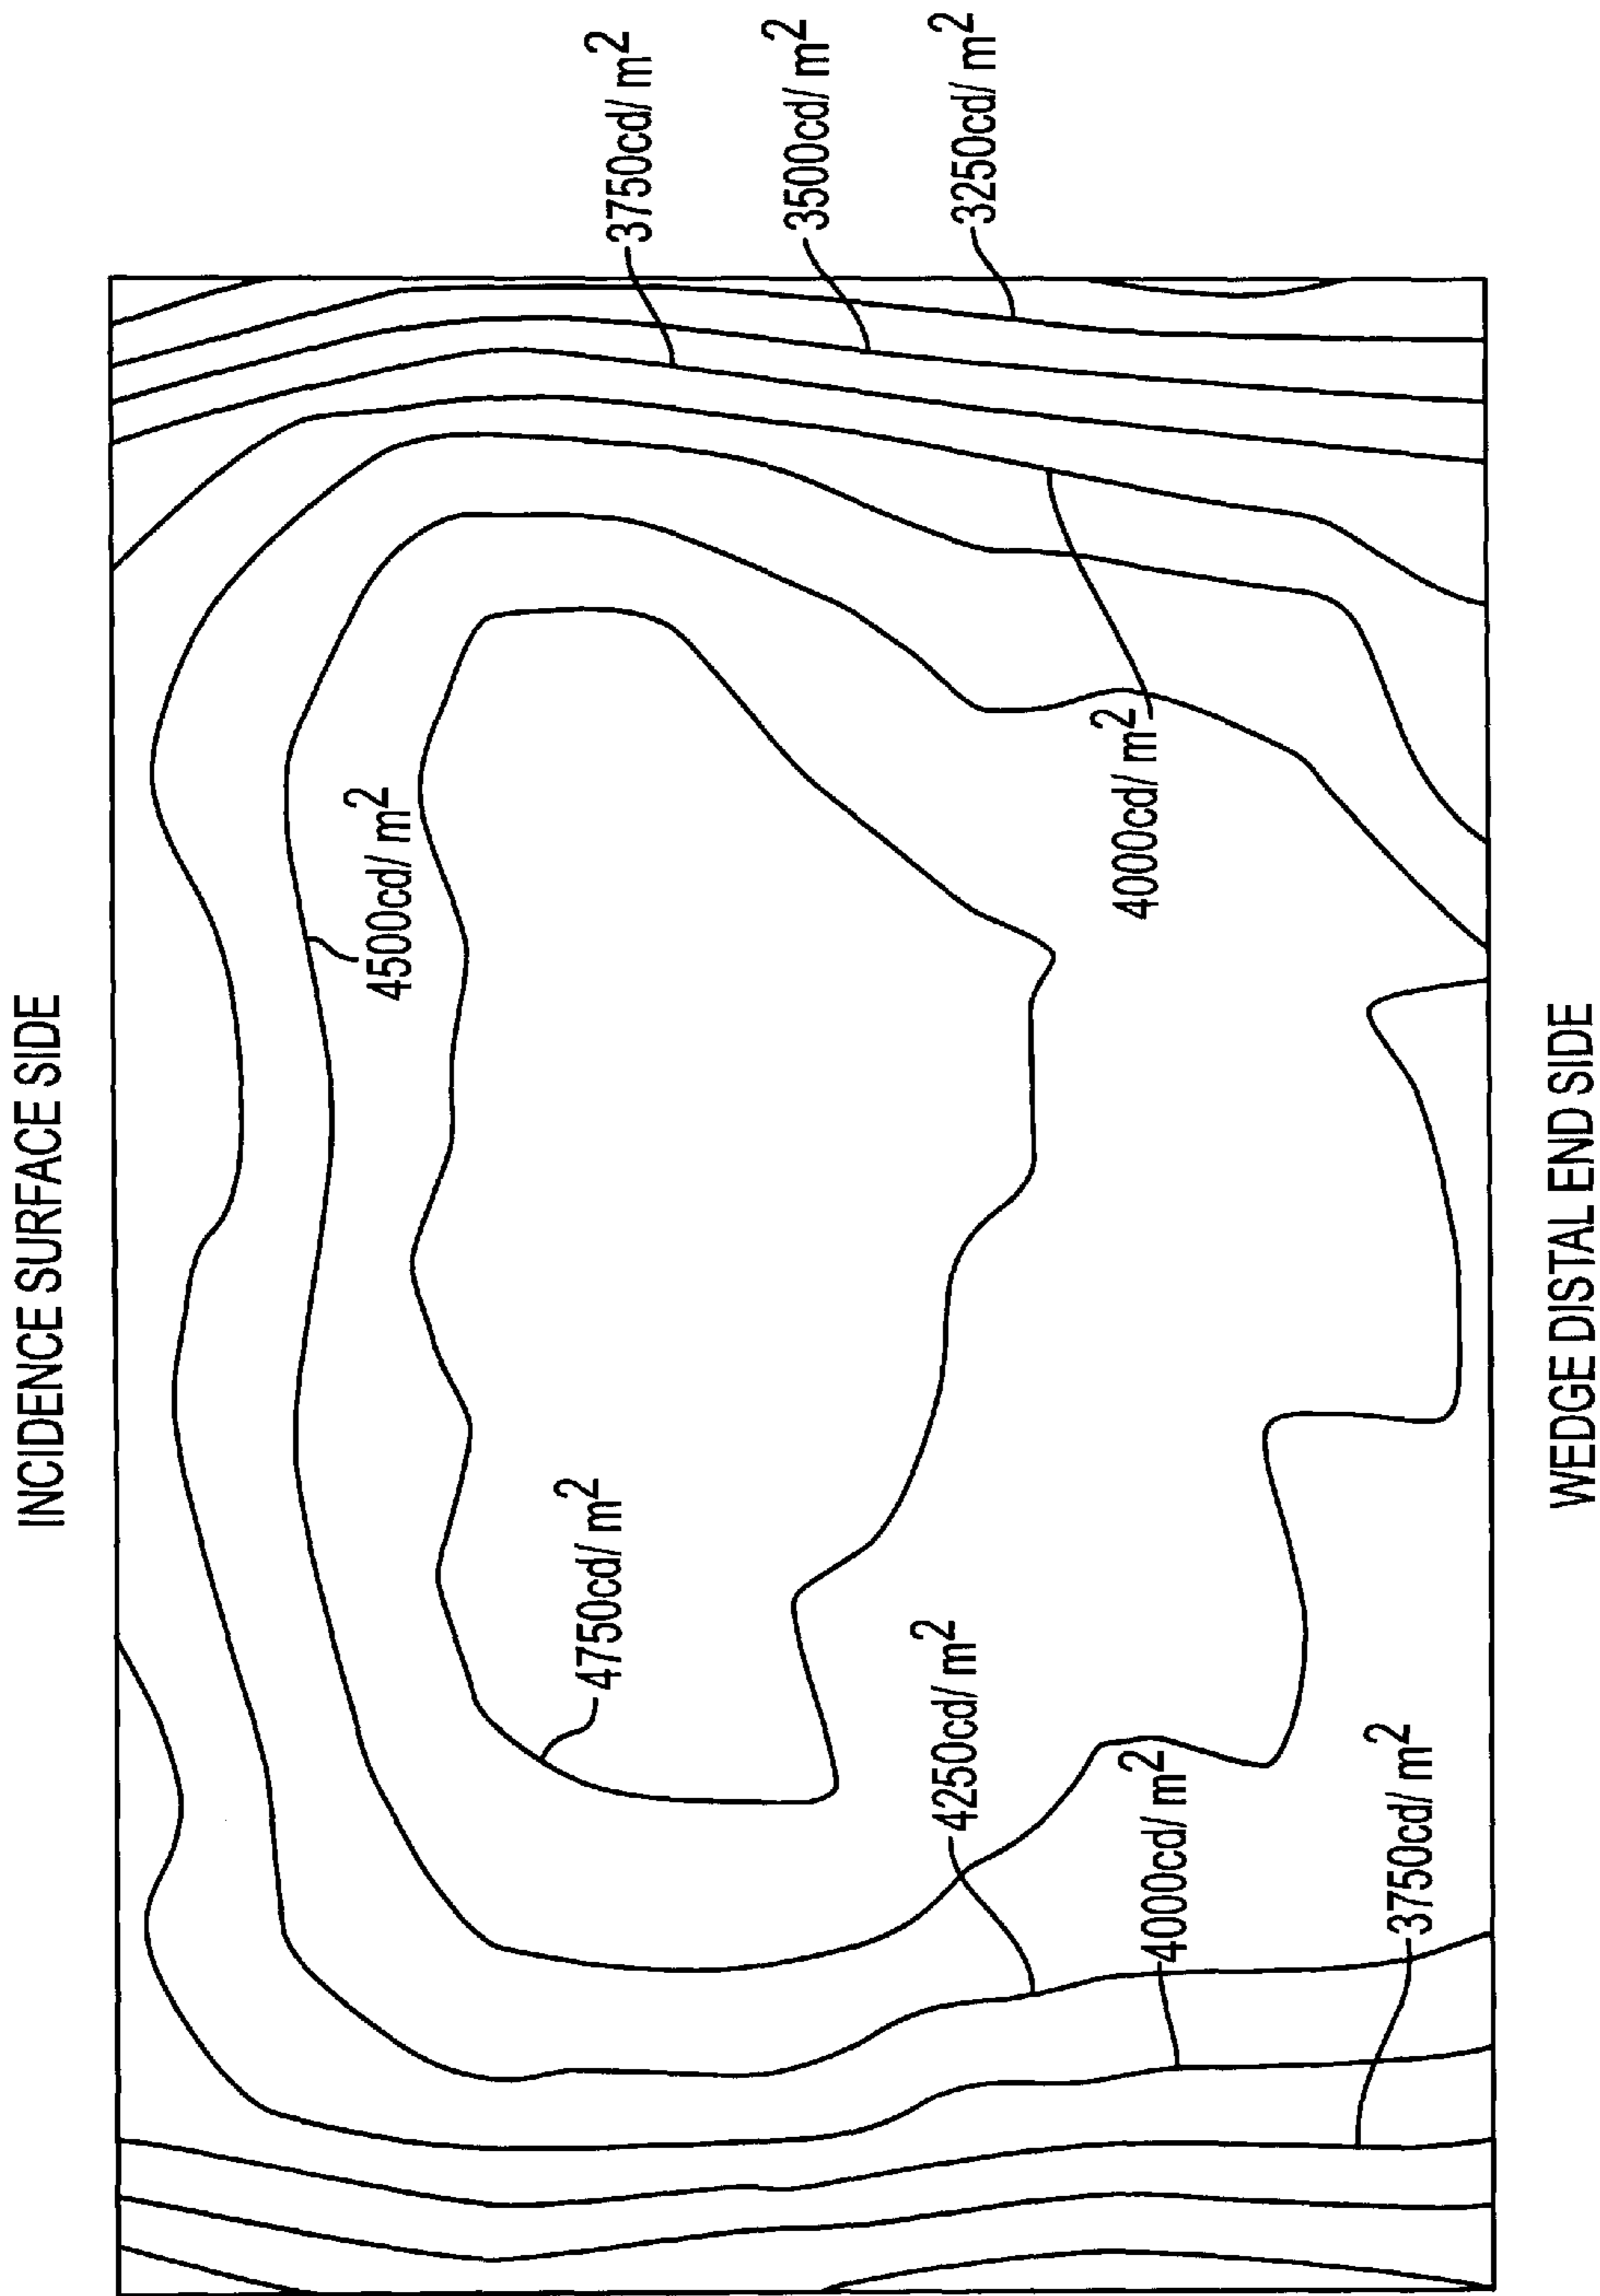 INCIDENCE SURFACE SIDE
4500cd/m²
4750cd/m²
3750cd/m²
3500cd/m²
4250cd/m²
3250cd/m²
4000cd/m²
4000cd/m²
3750cd/m²
WEDGE DISTAL END SIDE